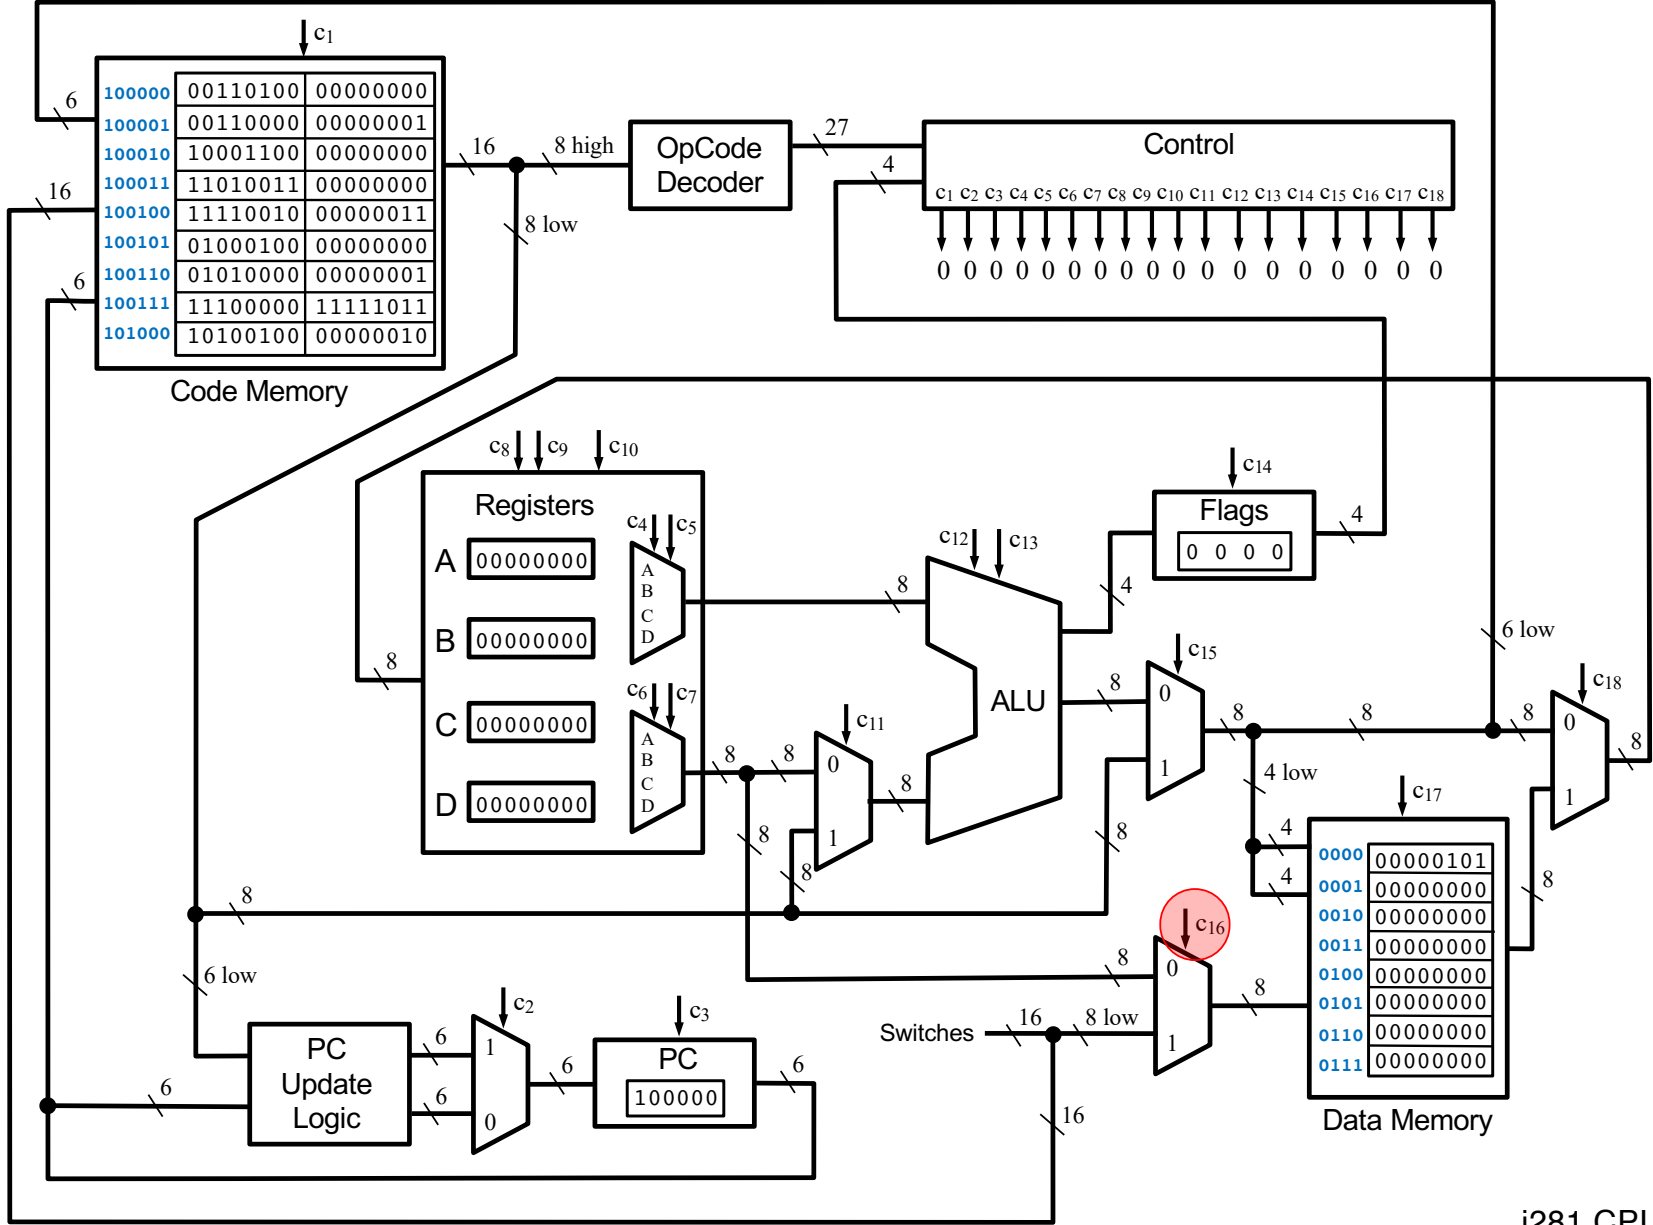 c1
6
16
6
100000 00110100 00000000
100001 00110000 00000001
100010 10001100 00000000
100011 11010011 00000000
100100 11110010 00000011
100101 01000100 00000000
100110 01010000 00000001
100111 11100000 11111011
101000 10100100 00000010
Code Memory
16
8 high
8 low
OpCode
Decoder
27
4
Control
c1 c2 c3 c4 c5 c6 c7 c8 c9 c10 c11 c12 c13 c14 c15 c16 c17 c18
0 0 0 0 0 0 0 0 0 0 0 0 0 0 0 0 0 0
c8 c9 c10
Registers
A 00000000
B 00000000
C 00000000
D 00000000
c4 c5
A
B
C
D
c6 c7
A
B
C
D
8
8
8
8
8
c11
0
1
8
8
c12 c13
ALU
8
4
c14
Flags
0 0 0 0
4
c15
0
1
8
8
8
8
6 low
4 low
4
4
c18
0
1
8
8
c17
0000 00000101
0001 00000000
0010 00000000
0011 00000000
0100 00000000
0101 00000000
0110 00000000
0111 00000000
Data Memory
8
c16
0
1
8
8
Switches
16
8 low
16
6 low
PC
Update
Logic
6
6
6
c2
1
0
6
c3
PC
100000
6
i281 CPU